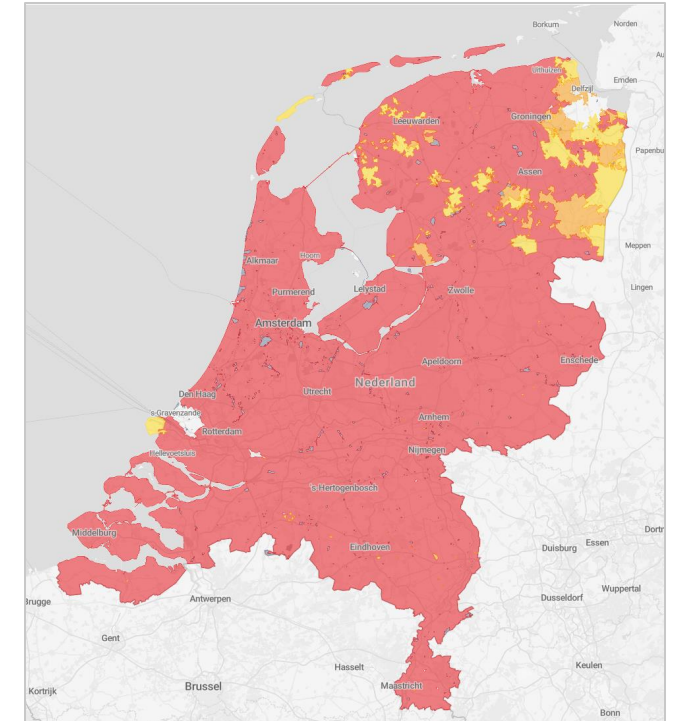 Borkum
Norden
Au
Uithuizen
Emden
Delfzijl
Leeuwarden
Groningen
Papenbu
Assen
Meppen
Hoorn
Alkmaar
Lingen
Lelystad
Purmerend
Zwolle
Amsterdam
Enschede
Apeldoorn
Nederland
Utrecht
Den Haag
's-Gravenzande
Arnhem
Rotterdam
Nijmegen
Hellevoetsluis
's-Hertogenbosch
Middelburg
Dortr
Essen
Eindhoven
Duisburg
Wuppertal
Antwerpen
Dusseldorf
Brugge
Gent
Keulen
Hasselt
Maastricht
Brussel
Kortrijk
Bonn